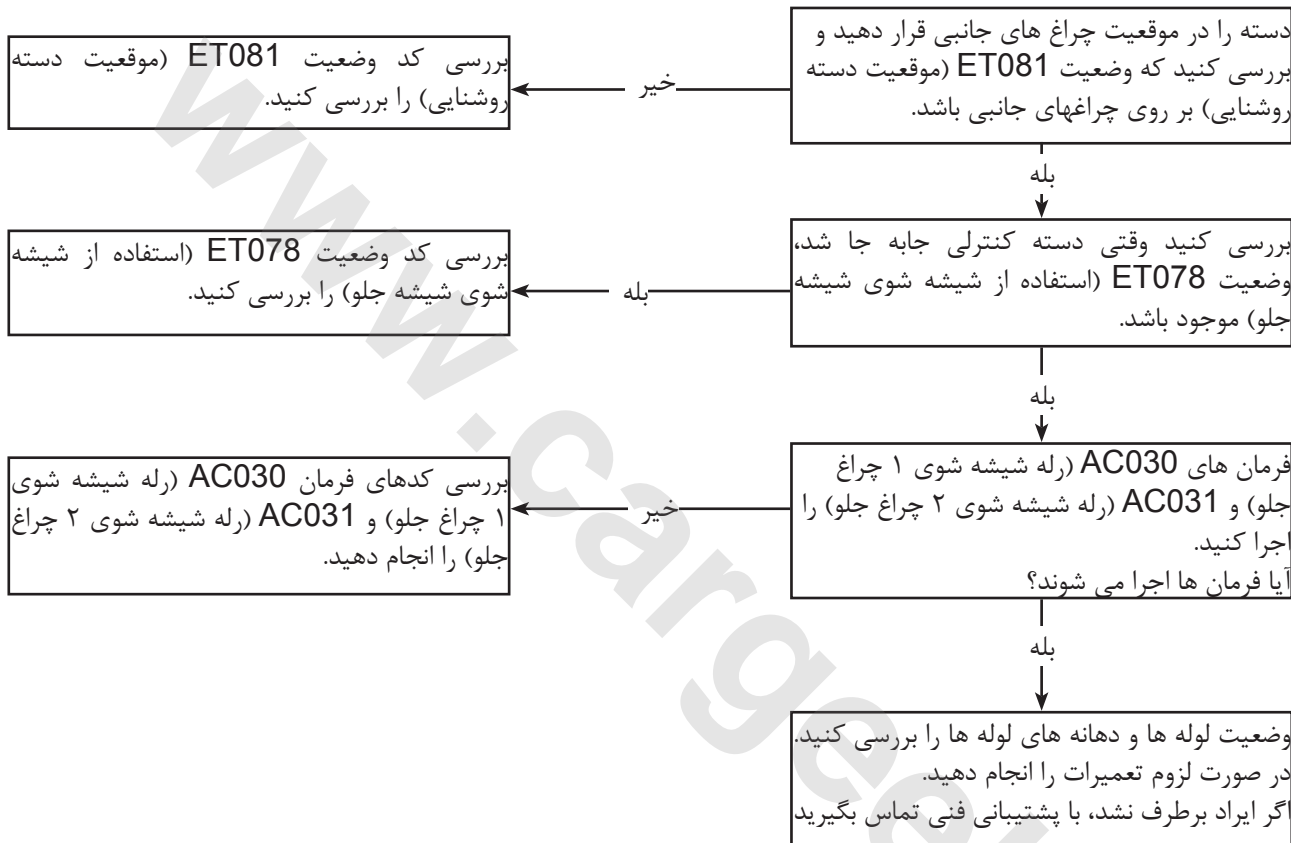 دسته را در موقعیت چراغ های جانبی قرار دهید و
بررسی کنید که وضعیت ET081 (موقعیت دسته
روشنایی) بر روی چراغهای جانبی باشد.
خیر
بررسی کد وضعیت ET081 (موقعیت دسته
روشنایی) را بررسی کنید.
بله
بررسی کنید وقتی دسته کنترلی جابه جا شد،
وضعیت ET078 (استفاده از شیشه شوی شیشه
جلو) موجود باشد.
بله
بررسی کد وضعیت ET078 (استفاده از شیشه
شوی شیشه جلو) را بررسی کنید.
بله
فرمان های AC030 (رله شیشه شوی ۱ چراغ
جلو) و AC031 (رله شیشه شوی ۲ چراغ جلو) را
اجرا کنید.
آیا فرمان ها اجرا می شوند؟
خیر
بررسی کدهای فرمان AC030 (رله شیشه شوی
۱ چراغ جلو) و AC031 (رله شیشه شوی ۲ چراغ
جلو) را انجام دهید.
بله
وضعیت لوله ها و دهانه های لوله ها را بررسی کنید.
در صورت لزوم تعمیرات را انجام دهید.
اگر ایراد برطرف نشد، با پشتیبانی فنی تماس بگیرید
www.cargee